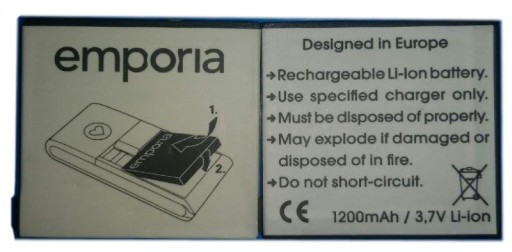 emporia
1.
emporia
2.
Designed in Europe
→Rechargeable Li-Ion battery.
→Use specified charger only.
→Must be disposed of properly.
→May explode if damaged or
disposed of in fire.
→Do not short-circuit.
CE 1200mAh / 3,7V Li-ion